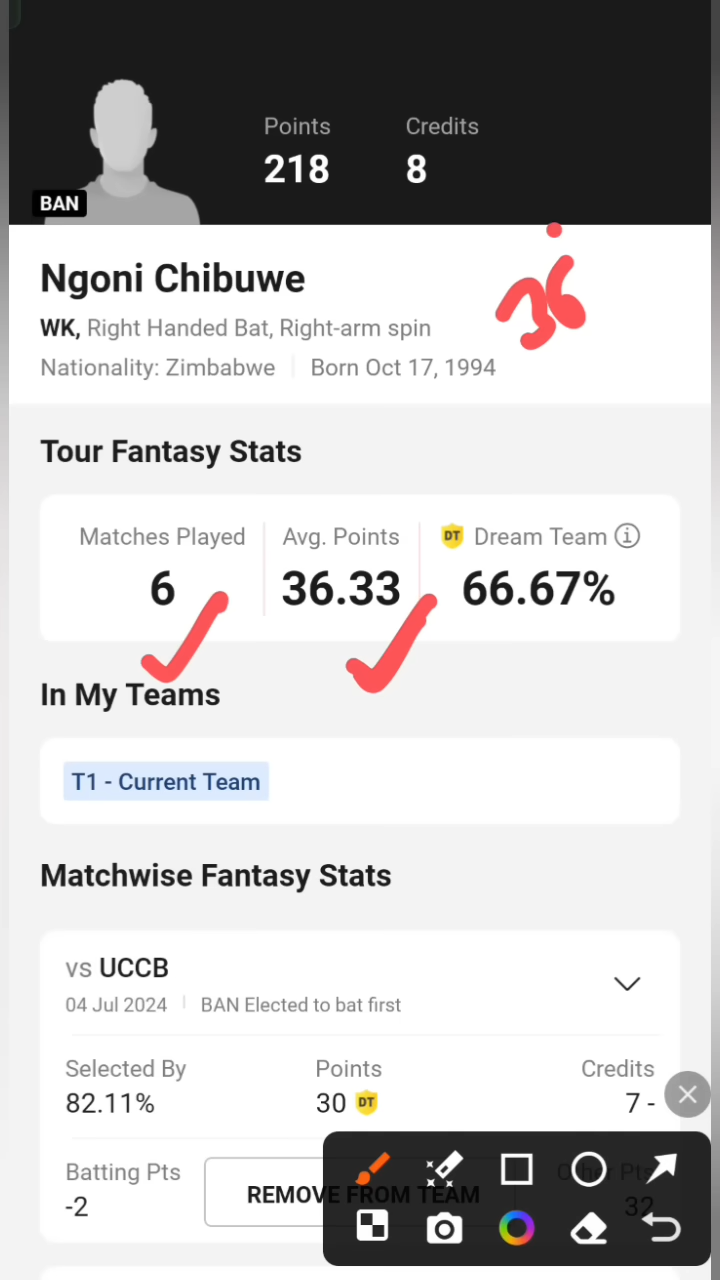 Points Credits
218 8
BAN
Ngoni Chibuwe
36
WK, Right Handed Bat, Right-arm spin
Nationality: Zimbabwe Born Oct 17, 1994
Tour Fantasy Stats
Matches Played Avg. Points DT Dream Team i
6 36.33 66.67%
In My Teams
T1 - Current Team
Matchwise Fantasy Stats
vs UCCB
04 Jul 2024 BAN Elected to bat first
Selected By Points Credits
82.11% 30 DT 7 -
Batting Pts Other Pts
-2 REMOVE FROM TEAM 32